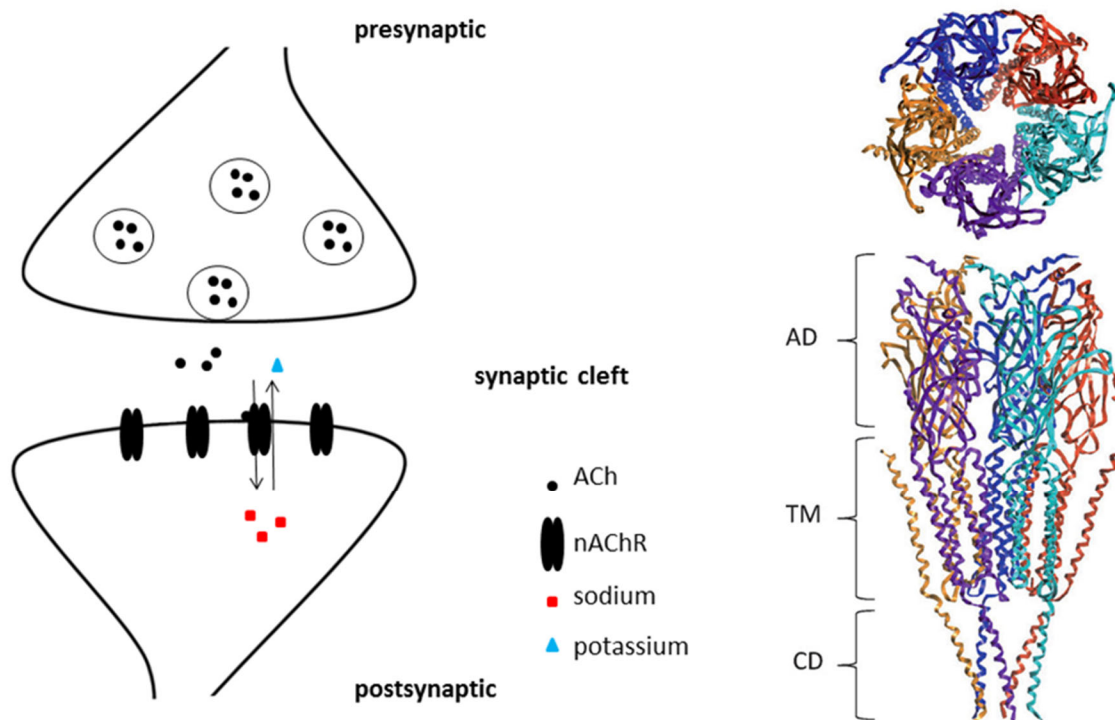 presynaptic
synaptic cleft
ACh
nAChR
sodium
potassium
postsynaptic
AD
TM
CD